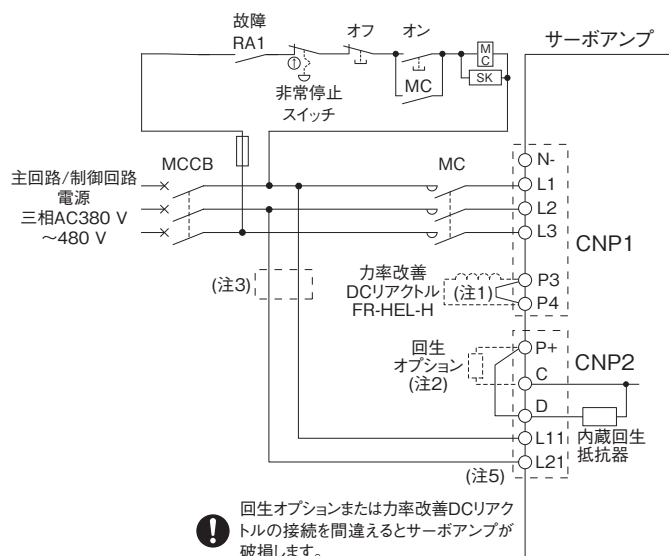 故障
RA1
オフ
オン
MC
SK
MC
非常停止
スイッチ
サーボアンプ
主回路/制御回路
電源
三相AC380 V
～480 V
MCCB
MC
N-
L1
L2
L3
CNP1
(注3)
力率改善
DCリアクトル
FR-HEL-H
(注1)
P3
P4
回生
オプション
(注2)
P+
CNP2
C
D
内蔵回生
抵抗器
L11
L21
(注5)
回生オプションまたは力率改善DCリアク
トルの接続を間違えるとサーボアンプが
破損します。